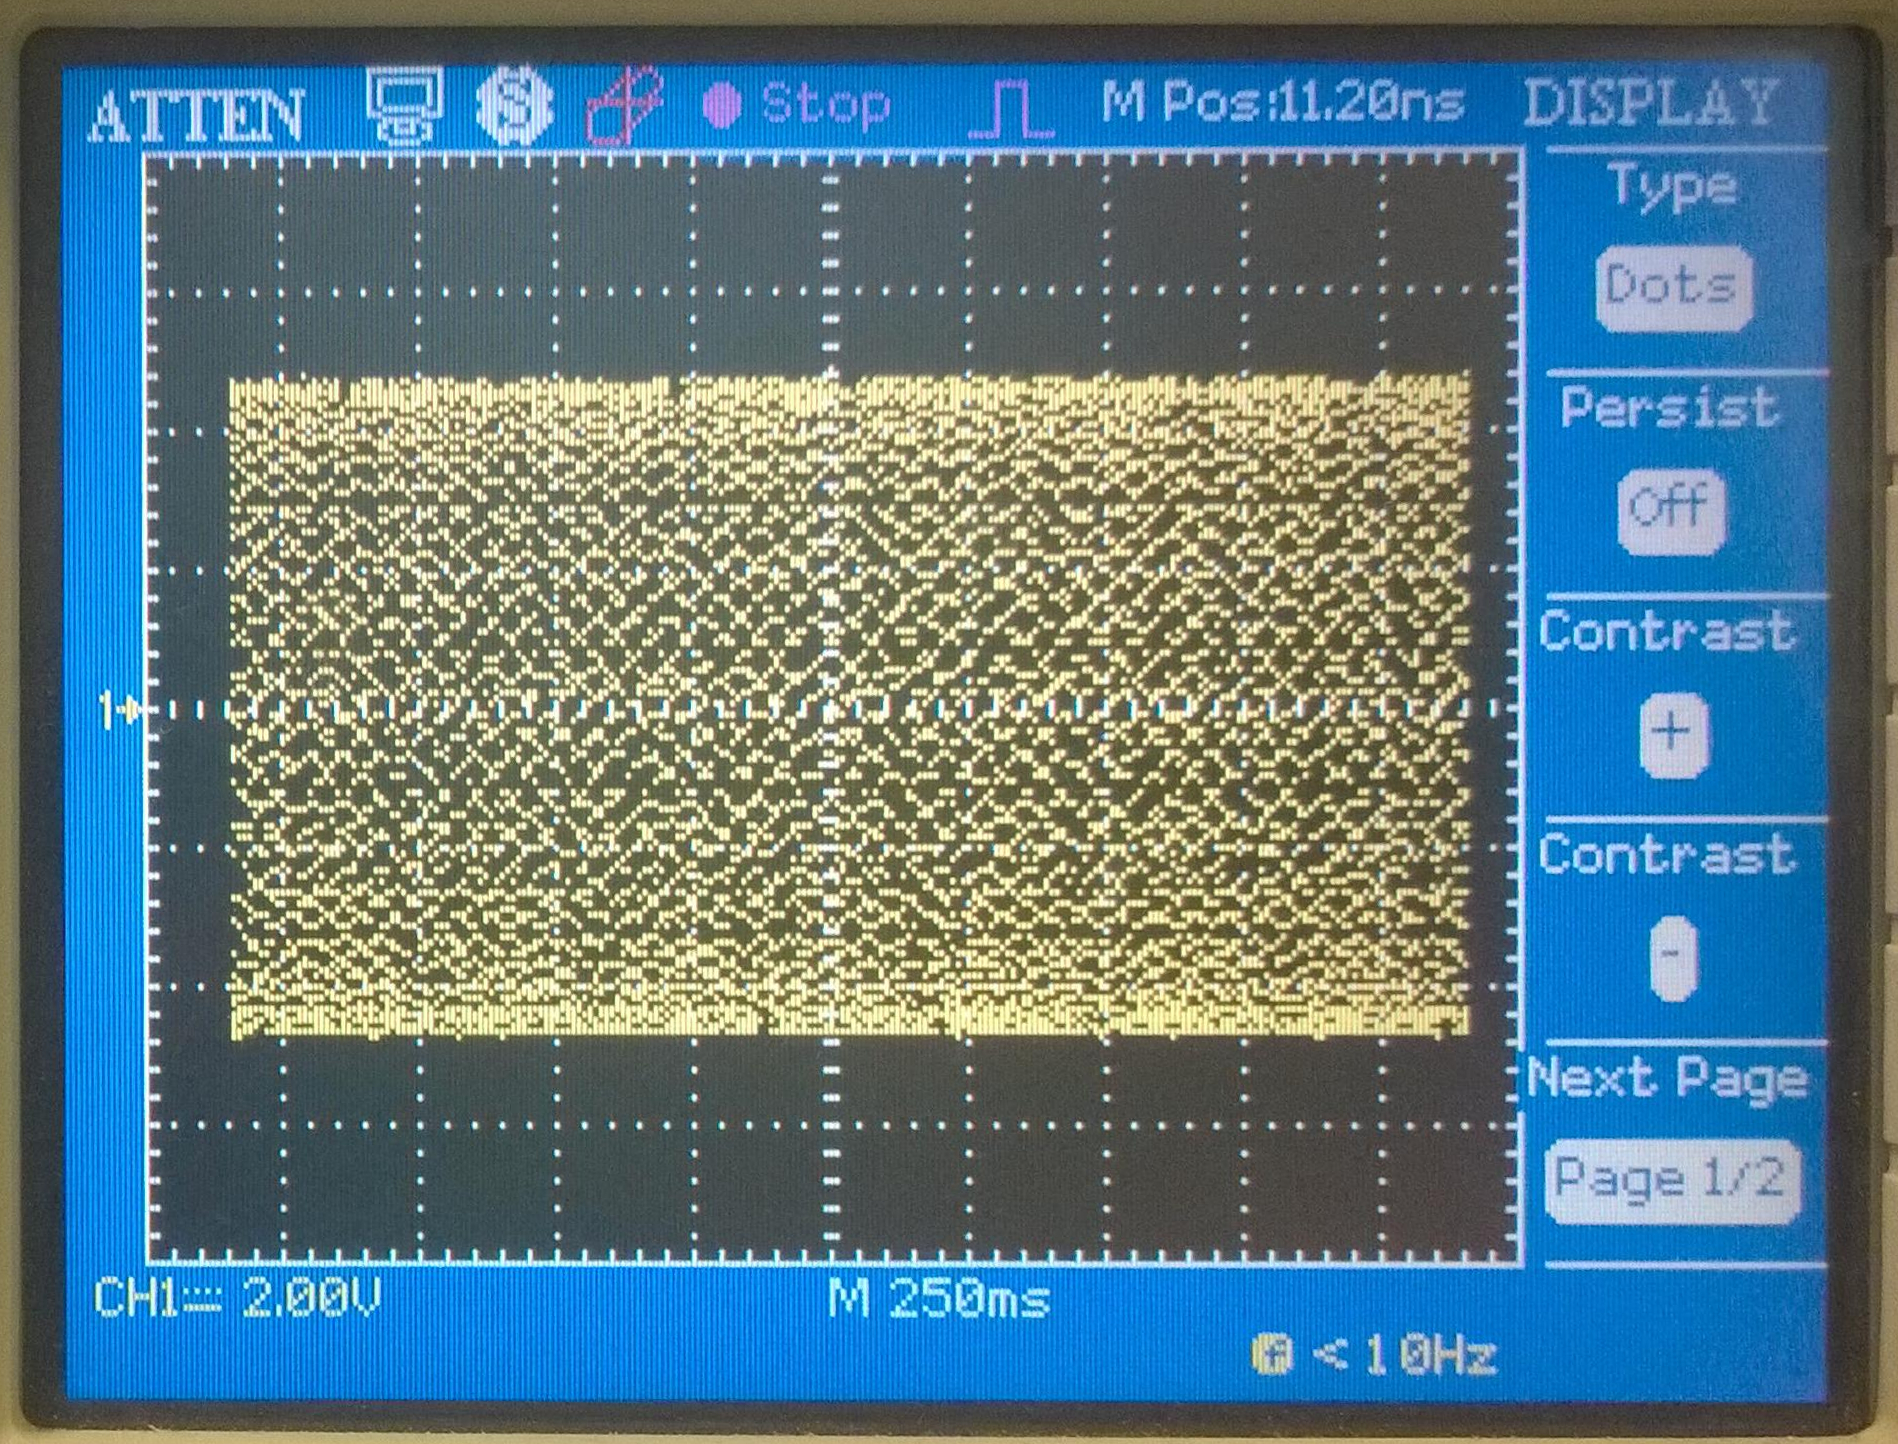 ATTEN S Stop M Pos:11.20ns DISPLAY
Type
Dots
Persist
Off
Contrast
+
Contrast
-
Next Page
Page 1/2
1
CH1 2.00V M 250ms
f <10Hz